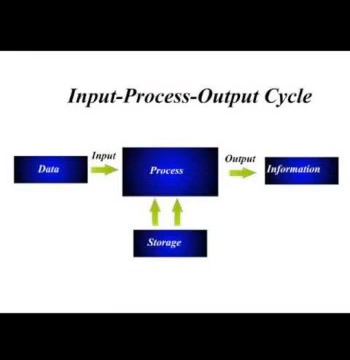 Input-Process-Output Cycle
Input
Output
Data
Process
Information
Storage